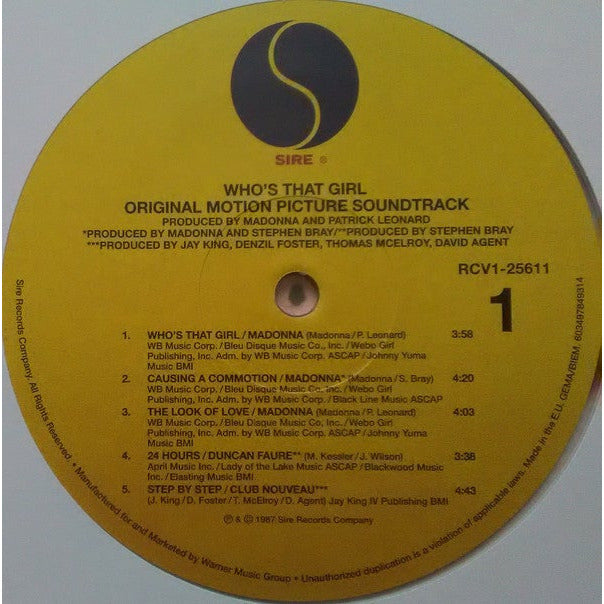 SIRE ®
WHO'S THAT GIRL
ORIGINAL MOTION PICTURE SOUNDTRACK
PRODUCED BY MADONNA AND PATRICK LEONARD
*PRODUCED BY MADONNA AND STEPHEN BRAY/**PRODUCED BY STEPHEN BRAY
***PRODUCED BY JAY KING, DENZIL FOSTER, THOMAS MCELROY, DAVID AGENT
RCV1-25611
1
1. WHO'S THAT GIRL / MADONNA (Madonna/P. Leonard) 3:58
WB Music Corp. / Bleu Disque Music Co., Inc. / Webo Girl
Publishing, Inc. Adm. by WB Music Corp. ASCAP / Johnny Yuma
Music BMI
2. CAUSING A COMMOTION / MADONNA* (Madonna/S. Bray) 4:20
WB Music Corp. / Bleu Disque Music Co., Inc. / Webo Girl
Publishing, Inc. Adm. by WB Music Corp. / Black Line Music ASCAP
3. THE LOOK OF LOVE / MADONNA (Madonna/P. Leonard) 4:03
WB Music Corp. / Bleu Disque Music Co, Inc. / Webo Girl
Publishing, Inc. Adm. by WB Music Corp. ASCAP / Johnny Yuma
Music BMI
4. 24 HOURS / DUNCAN FAURE** (M. Kessler / J. Wilson) 3:38
April Music Inc. / Lady of the Lake Music ASCAP / Blackwood Music
Inc. / Elasting Music BMI
5. STEP BY STEP / CLUB NOUVEAU*** 4:43
(J. King / D. Foster / T. McElroy / D. Agent) Jay King IV Publishing BMI
℗ & © 1987 Sire Records Company
Sire Records Company. All Rights Reserved. • Manufactured for and Marketed by Warner Music Group • Unauthorized duplication is a violation of applicable laws. Made in the E.U. GEMA/BIEM. 603497849314